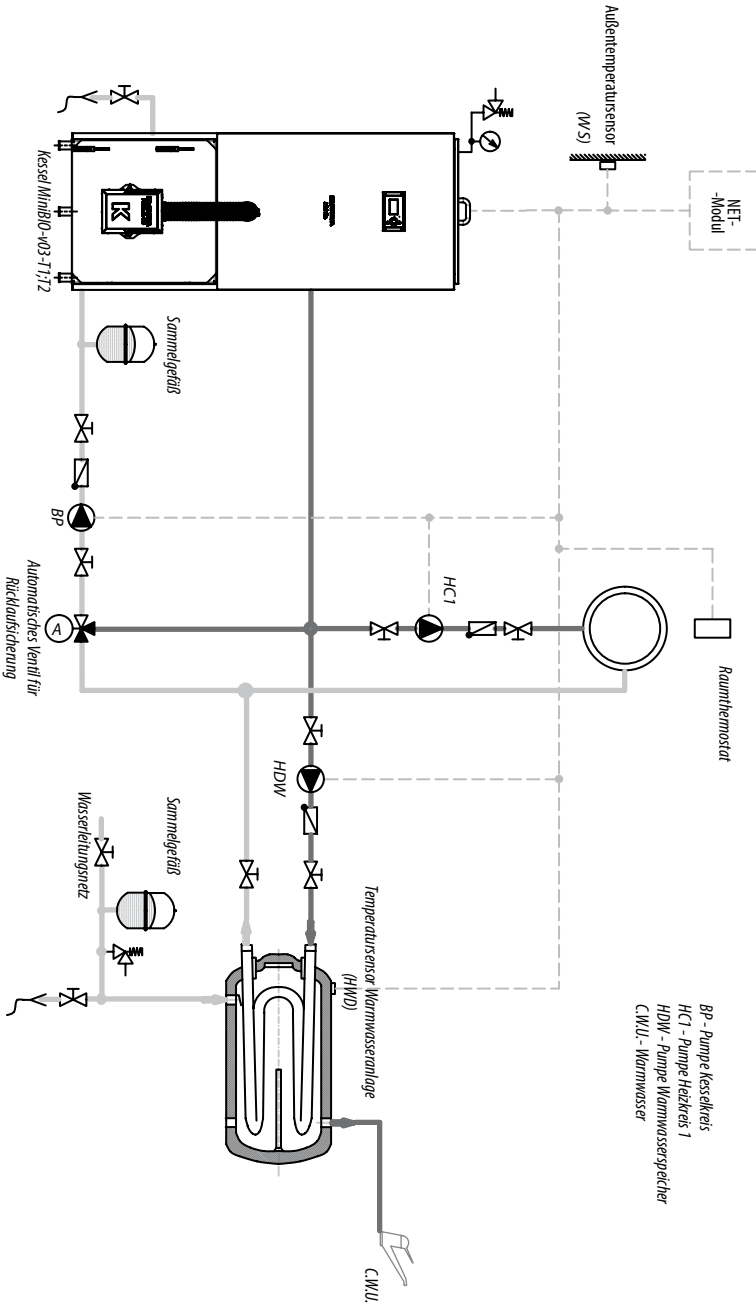 Außentemperatursensor
(WS)
NET-
-Modul
Kessel MiniBIO-v03-T1;T2
K
Sammelgefäß
BP
HC1
Automatisches Ventil für
Rücklaufsicherung
A
Raumthermostat
HDW
Sammelgefäß
Wasserleitungsnetz
Temperatursensor Warmwasseranlage
(HWD)
BP - Pumpe Kesselkreis
HC1 - Pumpe Heizkreis 1
HDW - Pumpe Warmwasserspeicher
C.W.U.- Warmwasser
C.W.U.